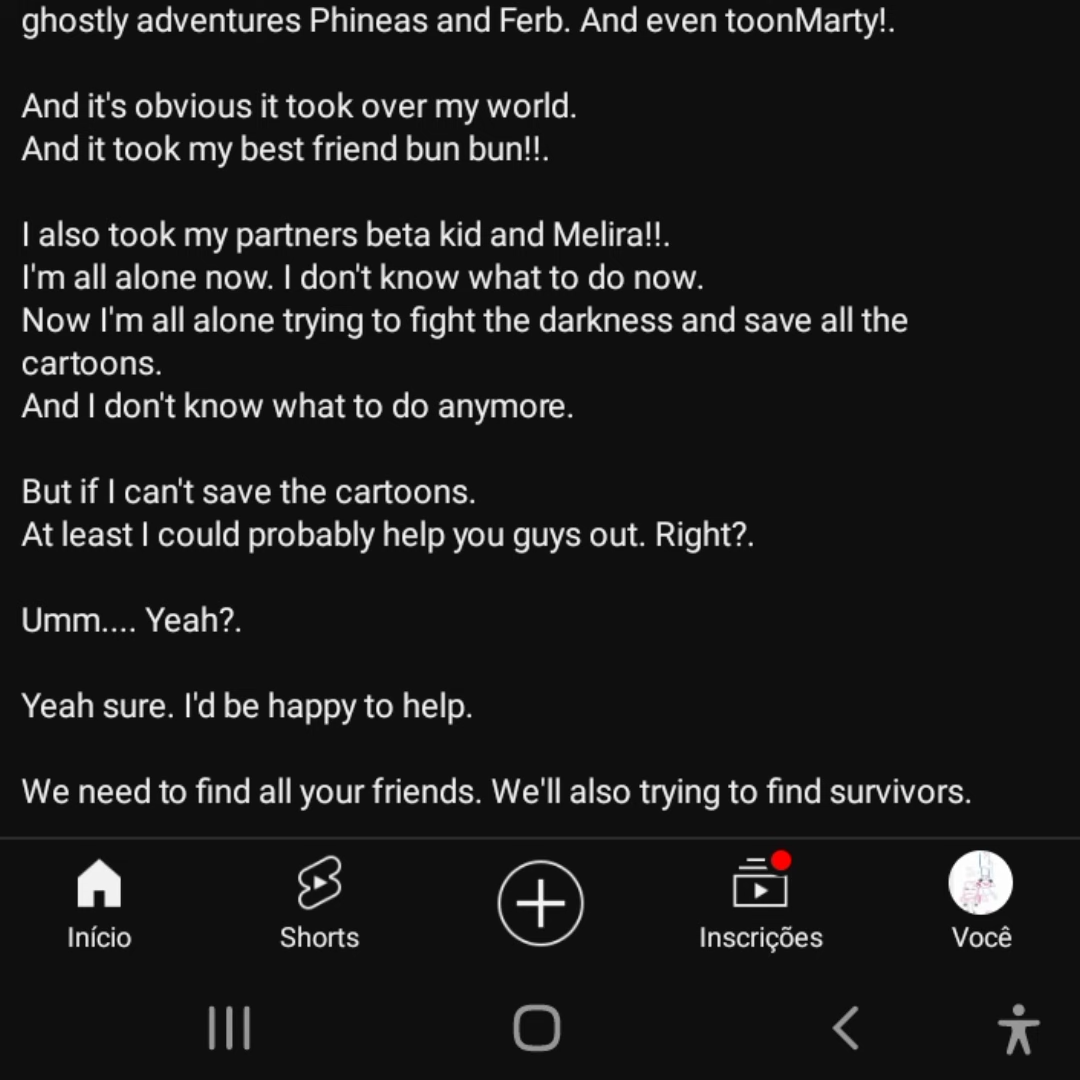 ghostly adventures Phineas and Ferb. And even toonMarty!.
And it's obvious it took over my world.
And it took my best friend bun bun!!.
I also took my partners beta kid and Melira!!.
I'm all alone now. I don't know what to do now.
Now I'm all alone trying to fight the darkness and save all the
cartoons.
And I don't know what to do anymore.
But if I can't save the cartoons.
At least I could probably help you guys out. Right?.
Umm.... Yeah?.
Yeah sure. I'd be happy to help.
We need to find all your friends. We'll also trying to find survivors.
Início
Shorts
Inscrições
Você